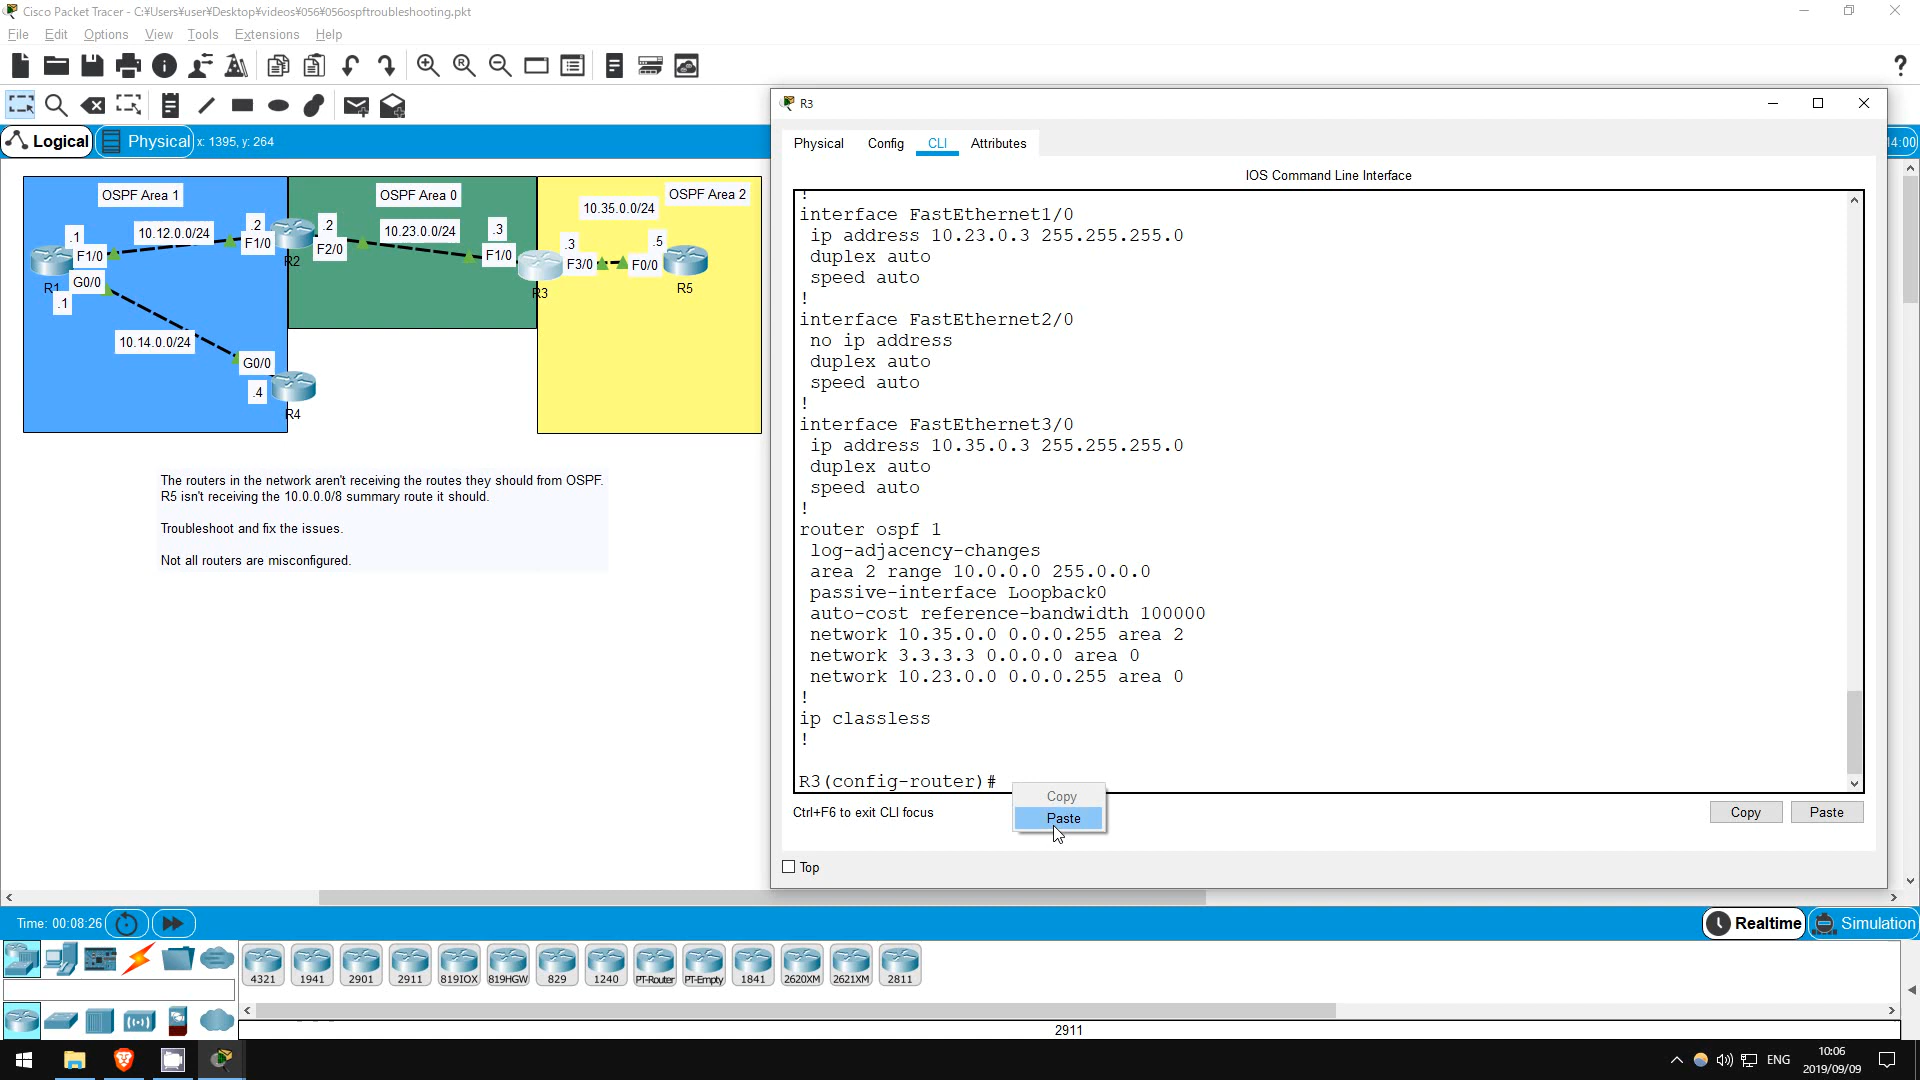 Cisco Packet Tracer - C:¥Users¥user¥Desktop¥videos¥056¥056ospftroubleshooting.pkt
File Edit Options View Tools Extensions Help
Logical Physical x: 1395, y: 264
14:00
R3
Physical Config CLI Attributes
IOS Command Line Interface
!
interface FastEthernet1/0
ip address 10.23.0.3 255.255.255.0
duplex auto
speed auto
!
interface FastEthernet2/0
no ip address
duplex auto
speed auto
!
interface FastEthernet3/0
ip address 10.35.0.3 255.255.255.0
duplex auto
speed auto
!
router ospf 1
log-adjacency-changes
area 2 range 10.0.0.0 255.0.0.0
passive-interface Loopback0
auto-cost reference-bandwidth 100000
network 10.35.0.0 0.0.0.255 area 2
network 3.3.3.3 0.0.0.0 area 0
network 10.23.0.0 0.0.0.255 area 0
!
ip classless
!
R3(config-router)#
Copy
Paste
Ctrl+F6 to exit CLI focus
Copy Paste
Top
OSPF Area 1
OSPF Area 0
OSPF Area 2
10.12.0.0/24
10.23.0.0/24
10.35.0.0/24
.1
F1/0
.2
F1/0
.2
F2/0
.3
F1/0
.3
F3/0
.5
F0/0
R1
R2
R3
R5
G0/0
.1
10.14.0.0/24
G0/0
.4
R4
The routers in the network aren't receiving the routes they should from OSPF.
R5 isn't receiving the 10.0.0.0/8 summary route it should.
Troubleshoot and fix the issues.
Not all routers are misconfigured.
Time: 00:08:26
Realtime Simulation
4321 1941 2901 2911 819IOX 819HGW 829 1240 PT-Router PT-Empty 1841 2620XM 2621XM 2811
2911
ENG
10:06
2019/09/09